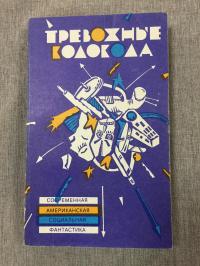 ТРЕВОЖНЫЕ
КОЛОКОЛА
СОВРЕМЕННАЯ
АМЕРИКАНСКАЯ
СОЦИАЛЬНАЯ
ФАНТАСТИКА